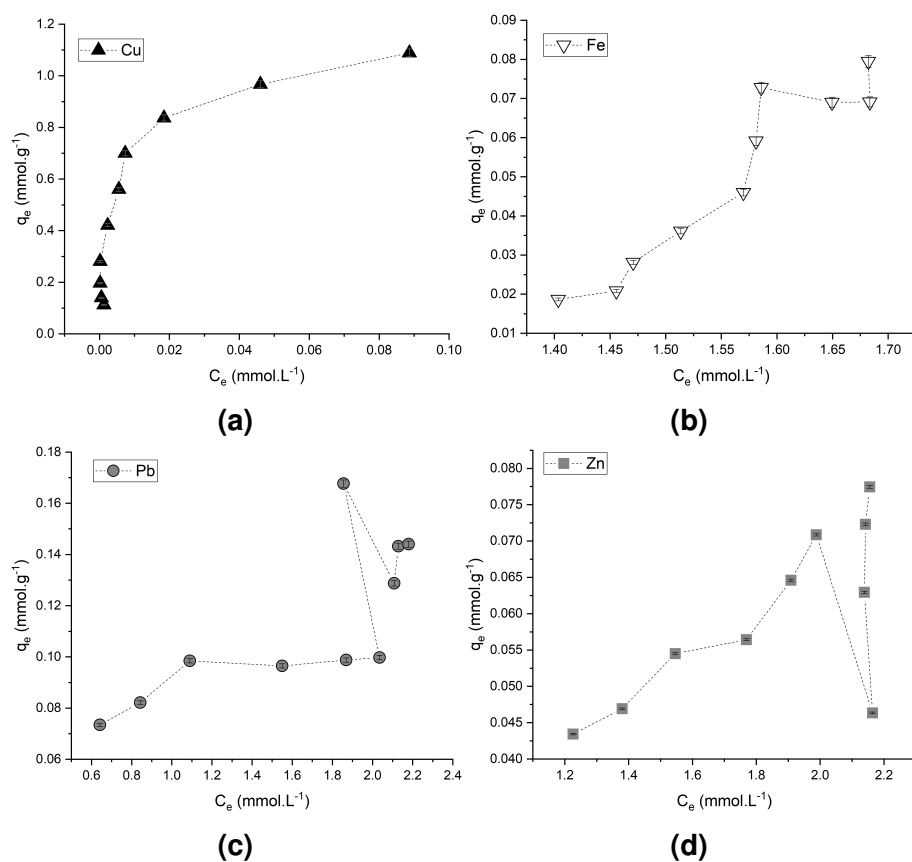 Cu
1.2
1.0
0.8
0.6
0.4
0.2
0.0
qe (mmol.g-1)
0.00 0.02 0.04 0.06 0.08 0.10
Ce (mmol.L-1)
(a)
Fe
0.09
0.08
0.07
0.06
0.05
0.04
0.03
0.02
0.01
qe (mmol.g-1)
1.40 1.45 1.50 1.55 1.60 1.65 1.70
Ce (mmol.L-1)
(b)
Pb
0.18
0.16
0.14
0.12
0.10
0.08
0.06
qe (mmol.g-1)
0.6 0.8 1.0 1.2 1.4 1.6 1.8 2.0 2.2 2.4
Ce (mmol.L-1)
(c)
Zn
0.080
0.075
0.070
0.065
0.060
0.055
0.050
0.045
0.040
qe (mmol.g-1)
1.2 1.4 1.6 1.8 2.0 2.2
Ce (mmol.L-1)
(d)